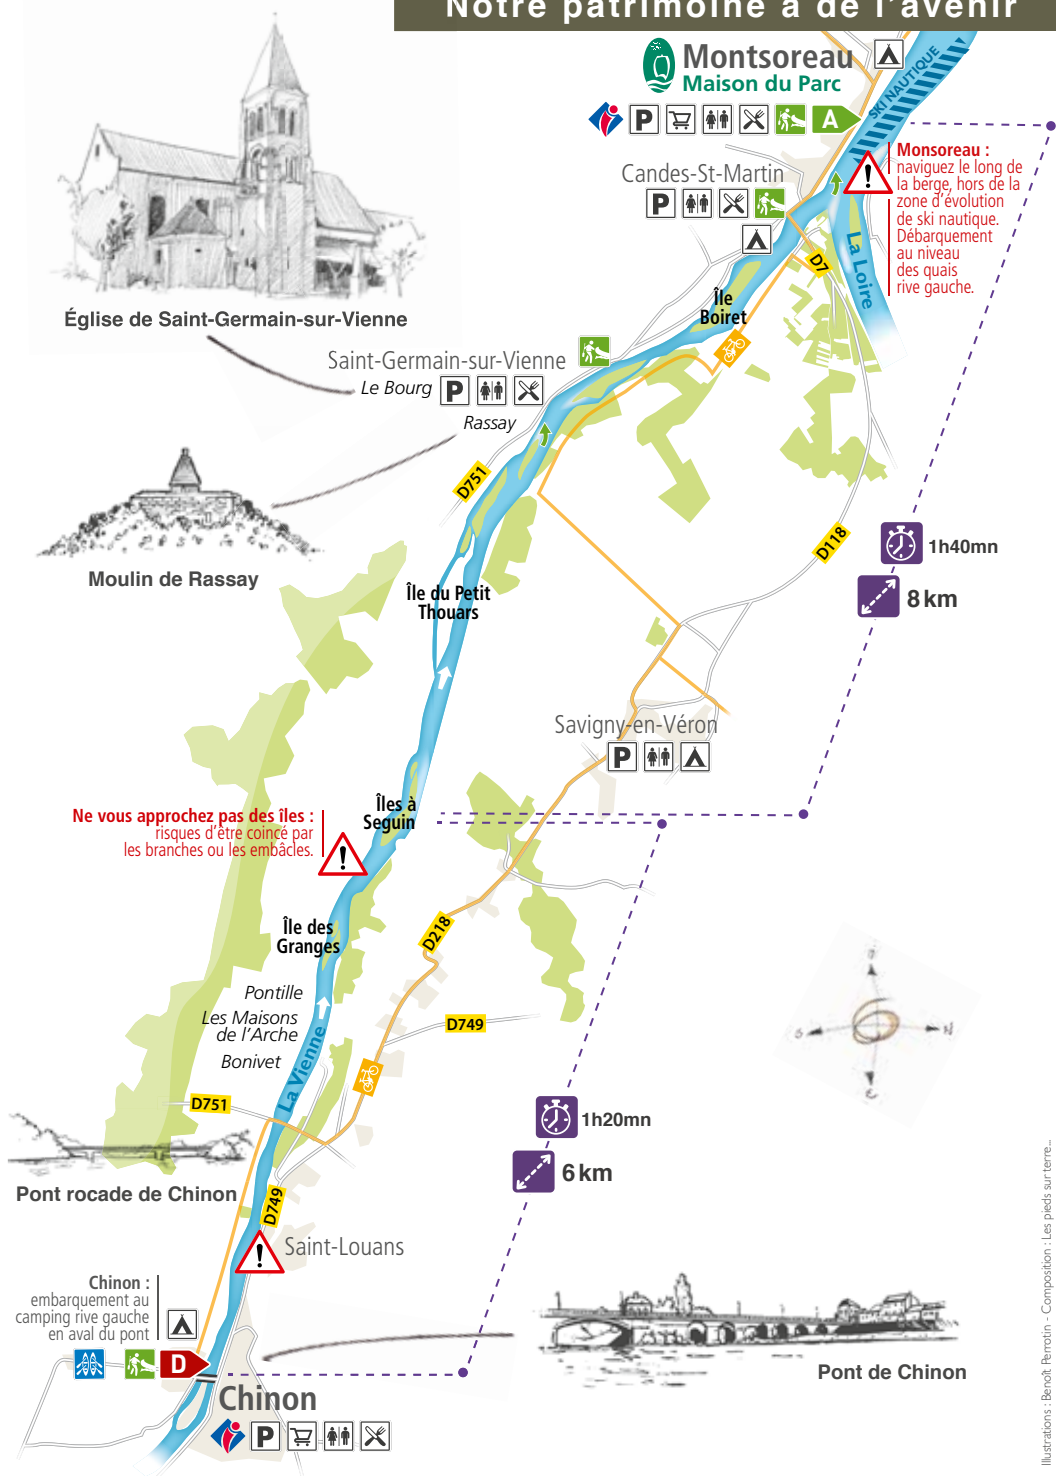 Notre patrimoine a de l'avenir
Montsoreau
Maison du Parc
P
A
SKI NAUTIQUE
Monsoreau :
naviguez le long de
la berge, hors de la
zone d'évolution
de ski nautique.
Débarquement
au niveau
des quais
rive gauche.
Candes-St-Martin
P
La Loire
D7
Île
Boiret
Église de Saint-Germain-sur-Vienne
Saint-Germain-sur-Vienne
Le Bourg
P
Rassay
D751
D118
1h40mn
8 km
Moulin de Rassay
Île du Petit
Thouars
Savigny-en-Véron
P
Îles à
Seguin
Ne vous approchez pas des îles :
risques d'être coincé par
les branches ou les embâcles.
Île des
Granges
D218
Pontille
Les Maisons
de l'Arche
Bonivet
La Vienne
D749
D751
S
N
E
1h20mn
6 km
Pont rocade de Chinon
D749
Saint-Louans
Chinon :
embarquement au
camping rive gauche
en aval du pont
D
Chinon
P
Pont de Chinon
Illustrations : Benoît Perrotin - Composition : Les pieds sur terre...